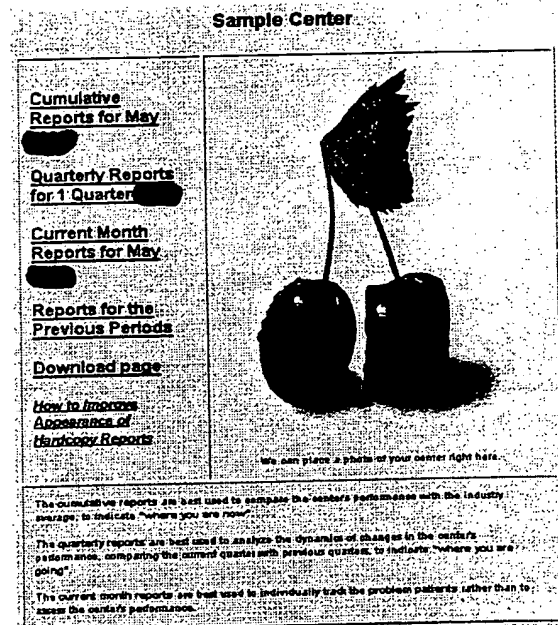 Sample Center
Cumulative
Reports for May
Quarterly Reports
for 1 Quarter
Current Month
Reports for May
Reports for the
Previous Periods
Download page
How to Improve
Appearance of
Hardcopy Reports
We can place a photo of your center right here.
The cumulative reports are best used to compare the center's performance with the industry
average; to indicate "where you are now".
The quarterly reports are best used to analyze the dynamics of changes in the center's
performance, comparing the current quarter with previous quarters, to indicate "where you are
going".
The current month reports are best used to individually track the problem patients rather than to
assess the center's performance.